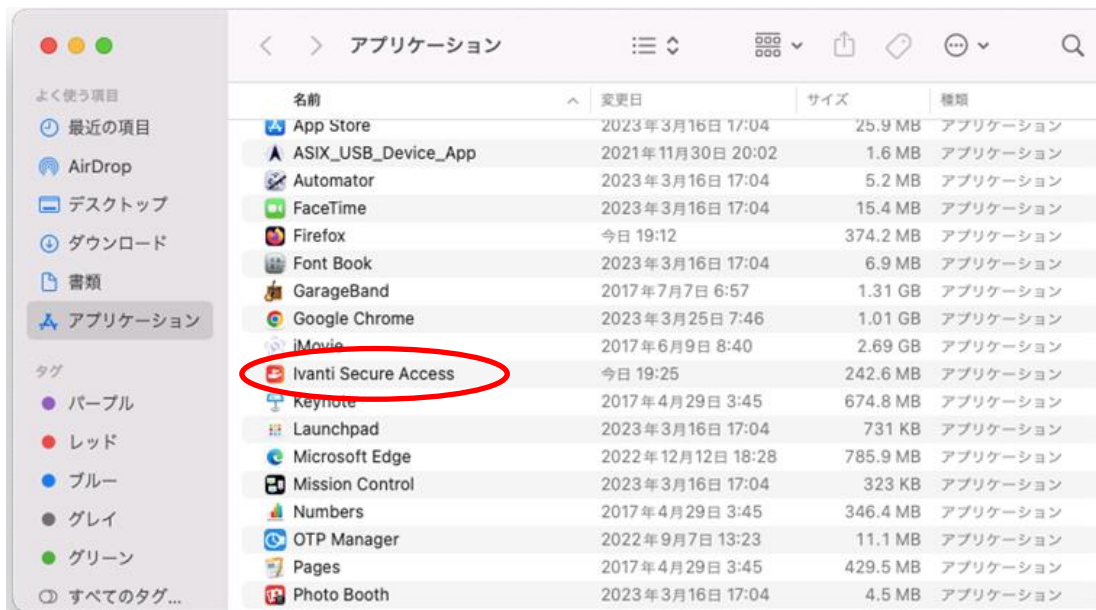 アプリケーション
よく使う項目
最近の項目
AirDrop
デスクトップ
ダウンロード
書類
アプリケーション
タグ
パープル
レッド
ブルー
グレイ
グリーン
すべてのタグ...
名前 変更日 サイズ 種類
App Store 2023年3月16日 17:04 25.9 MB アプリケーション
ASIX_USB_Device_App 2021年11月30日 20:02 1.6 MB アプリケーション
Automator 2023年3月16日 17:04 5.2 MB アプリケーション
FaceTime 2023年3月16日 17:04 15.4 MB アプリケーション
Firefox 今日 19:12 374.2 MB アプリケーション
Font Book 2023年3月16日 17:04 6.9 MB アプリケーション
GarageBand 2017年7月7日 6:57 1.31 GB アプリケーション
Google Chrome 2023年3月25日 7:46 1.01 GB アプリケーション
iMovie 2017年6月9日 8:40 2.69 GB アプリケーション
Ivanti Secure Access 今日 19:25 242.6 MB アプリケーション
Keynote 2017年4月29日 3:45 674.8 MB アプリケーション
Launchpad 2023年3月16日 17:04 731 KB アプリケーション
Microsoft Edge 2022年12月12日 18:28 785.9 MB アプリケーション
Mission Control 2023年3月16日 17:04 323 KB アプリケーション
Numbers 2017年4月29日 3:45 346.4 MB アプリケーション
OTP Manager 2022年9月7日 13:23 11.1 MB アプリケーション
Pages 2017年4月29日 3:45 429.5 MB アプリケーション
Photo Booth 2023年3月16日 17:04 4.5 MB アプリケーション